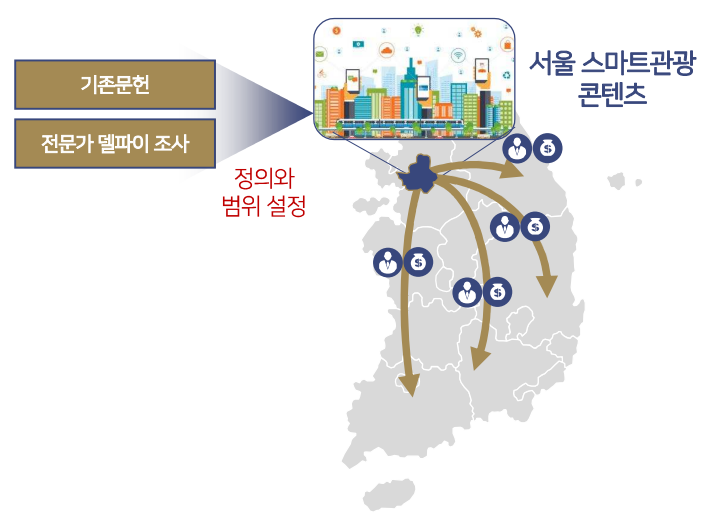 기존문헌
전문가 델파이 조사
정의와
범위 설정
서울 스마트관광
콘텐츠